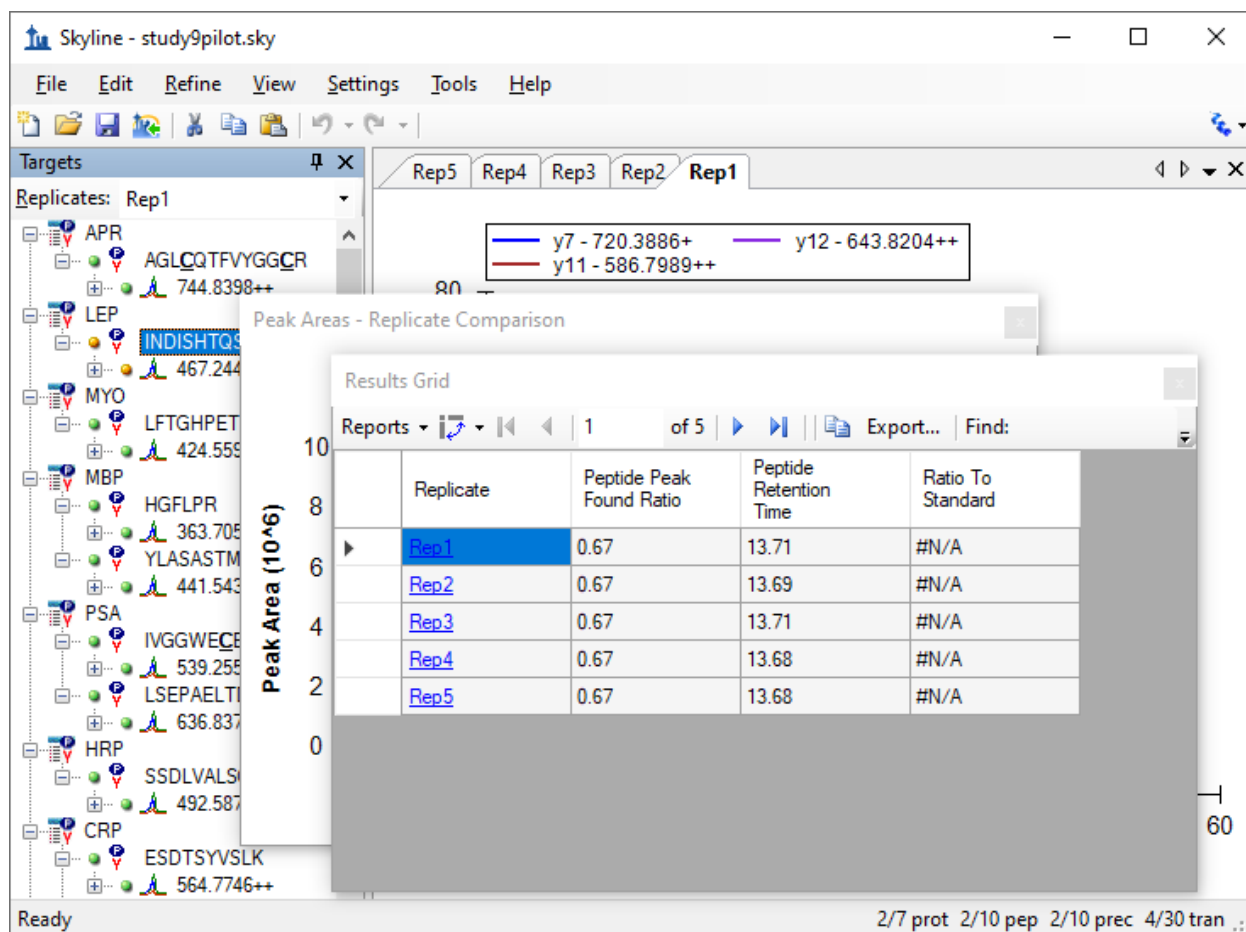 Skyline - study9pilot.sky
File Edit Refine View Settings Tools Help
Targets
Replicates: Rep1
APR
AGLCQTFVYGGCR
744.8398++
LEP
INDISHTQS
467.244
MYO
LFTGHPET
424.559
MBP
HGFLPR
363.705
YLASASTM
441.543
PSA
IVGGWECE
539.255
LSEPAELTI
636.837
HRP
SSDLVALS
492.587
CRP
ESDTSYVSLK
564.7746++
Rep5 Rep4 Rep3 Rep2 Rep1
y7 - 720.3886+ y12 - 643.8204++
y11 - 586.7989++
80
60
Peak Areas - Replicate Comparison
Peak Area (10^6)
10
8
6
4
2
0
Results Grid
Reports 1 of 5 Export... Find:
Replicate Peptide Peak Found Ratio Peptide Retention Time Ratio To Standard
Rep1 0.67 13.71 #N/A
Rep2 0.67 13.69 #N/A
Rep3 0.67 13.71 #N/A
Rep4 0.67 13.68 #N/A
Rep5 0.67 13.68 #N/A
Ready 2/7 prot 2/10 pep 2/10 prec 4/30 tran